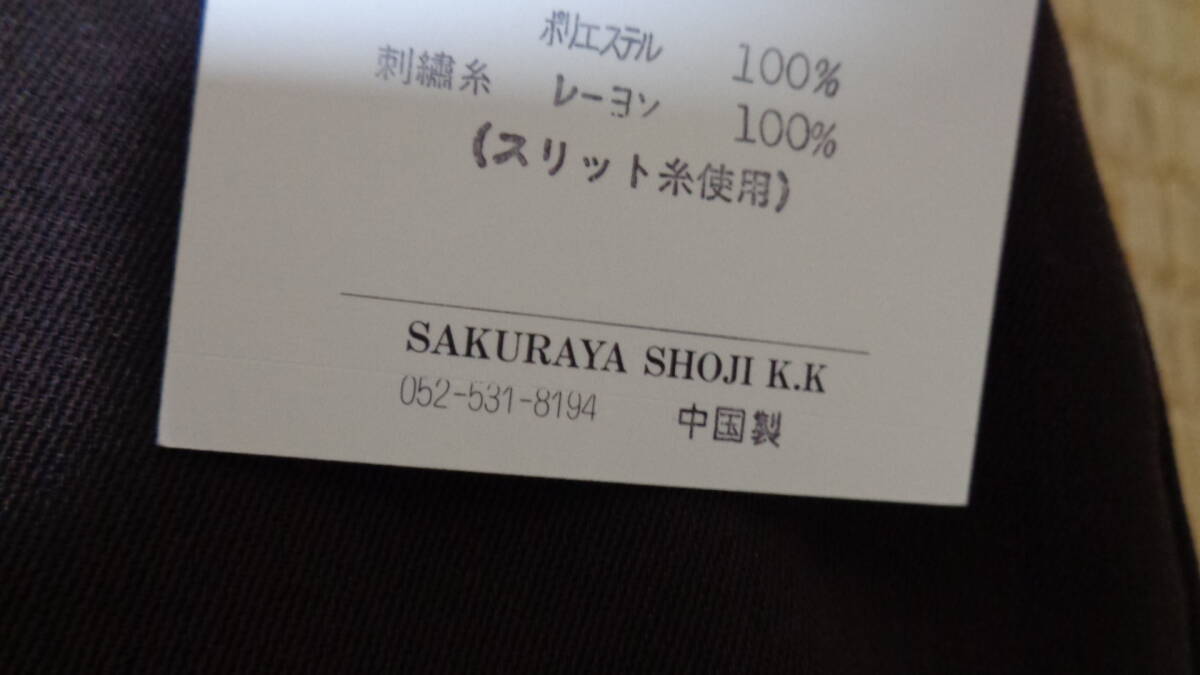 ポリエステル 100%
刺繡糸 レーヨン 100%
(スリット糸使用)
SAKURAYA SHOJI K.K
052-531-8194 中国製